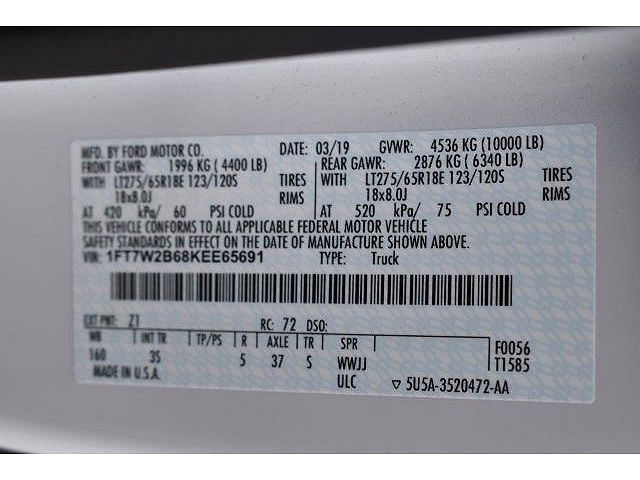 MFD. BY FORD MOTOR CO. DATE: 03/19 GVWR: 4536 KG (10000 LB)
FRONT GAWR: 1996 KG (4400 LB) REAR GAWR: 2876 KG (6340 LB)
WITH LT275/65R18E 123/120S TIRES WITH LT275/65R18E 123/120S TIRES
18x8.0J RIMS 18x8.0J RIMS
AT 420 kPa/ 60 PSI COLD AT 520 kPa/ 75 PSI COLD
THIS VEHICLE CONFORMS TO ALL APPLICABLE FEDERAL MOTOR VEHICLE
SAFETY STANDARDS IN EFFECT ON THE DATE OF MANUFACTURE SHOWN ABOVE.
VIN: 1FT7W2B68KEE65691 TYPE: Truck
EXT PNT: Z1 RC: 72 DSO:
WB INT TR TP/PS R AXLE TR SPR F0056
160 3S 5 37 S WWJJ T1585
MADE IN U.S.A. ULC ▽ 5U5A-3520472-AA